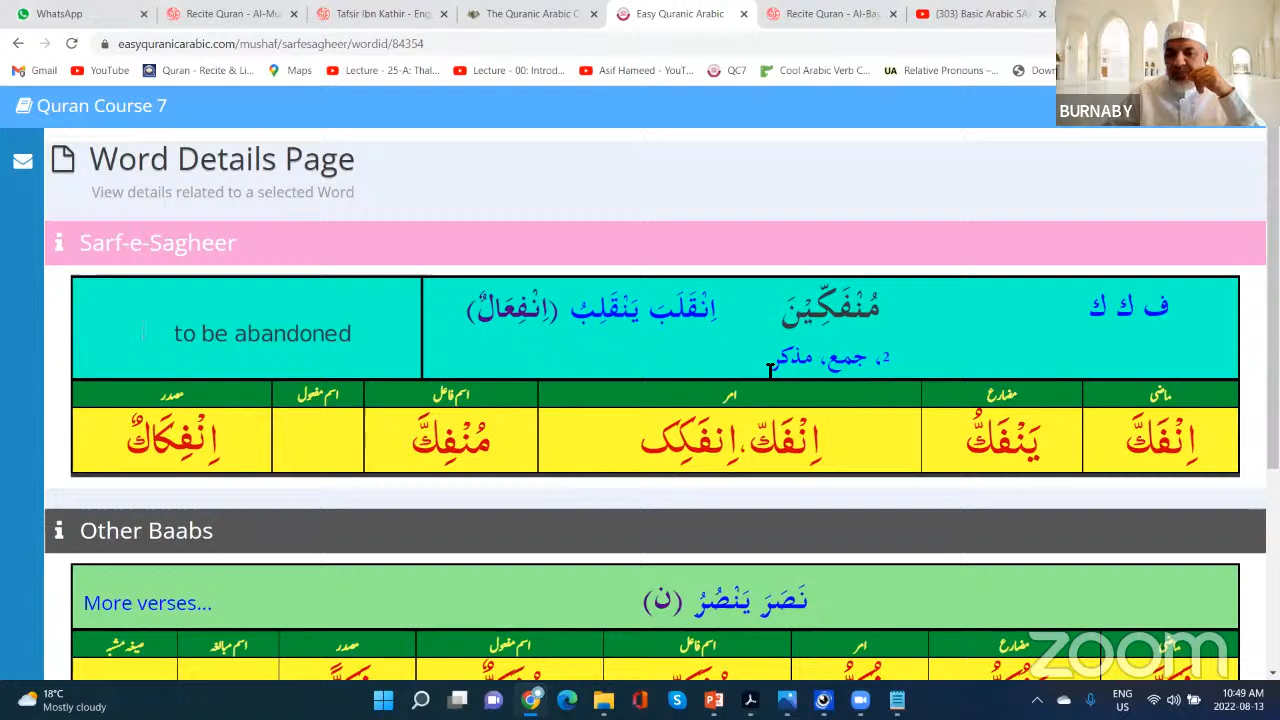 WhatsApp
Recite Quran - Al-Mul
Tafsir Ibn Kathir - Eng
The Quranic Arabic C
Easy Quranic Arabic
Recite Quran - Al-Bay
(303) Basic Arabic SA
easyquranicarabic.com/mushaf/sarfesagheer/wordid/84354
Gmail
YouTube
Quran - Recite & Li...
Maps
Lecture - 25-A: Thal...
Lecture - 00: Introd...
Asif Hameed - YouT...
QC7
Cool Arabic Verb C...
Relative Pronouns –...
Down
BURNABY
Quran Course 7
Word Details Page
View details related to a selected Word
Sarf-e-Sagheer
ف ك ك
مُنْفَكِّيْنَ
اِنْقَلَبَ يَنْقَلِبُ (اِنْفِعَالٌ)
to be abandoned
2، جمع، مذكر
ماضی
مضارع
امر
اسم فاعل
اسم مفعول
مصدر
اِنْفَكَّ
يَنْفَكُّ
اِنْفَكّ،اِنفَكِک
مُنْفِكَّ
اِنْفِكَاكٌ
Other Baabs
نَصَرَ يَنْصُرُ (ن)
More verses...
ماضی
مضارع
امر
اسم فاعل
اسم مفعول
مصدر
اسم مبالغہ
صیغہ مشبہ
zoom
18°C
Mostly cloudy
ENG
US
10:49 AM
2022-08-13